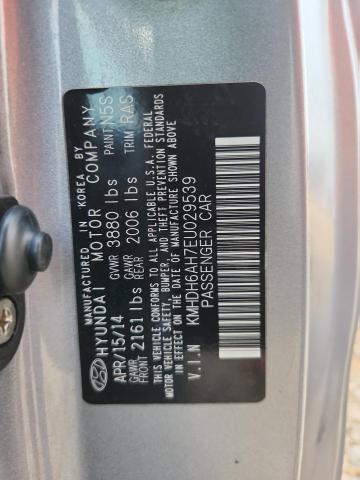 MANUFACTURED IN KOREA BY
HYUNDAI MOTOR COMPANY
APR/15/14 GVWR 3880 lbs PAINT N5S
GAWR FRONT 2161 lbs GAWR REAR 2006 lbs TRIM RAS
THIS VEHICLE CONFORMS TO ALL APPLICABLE U.S.A. FEDERAL
MOTOR VEHICLE SAFETY, BUMPER, AND THEFT PREVENTION STANDARDS
IN EFFECT ON THE DATE OF MANUFACTURE SHOWN ABOVE
V.I.N KMHDH6AH7EU029539
PASSENGER CAR